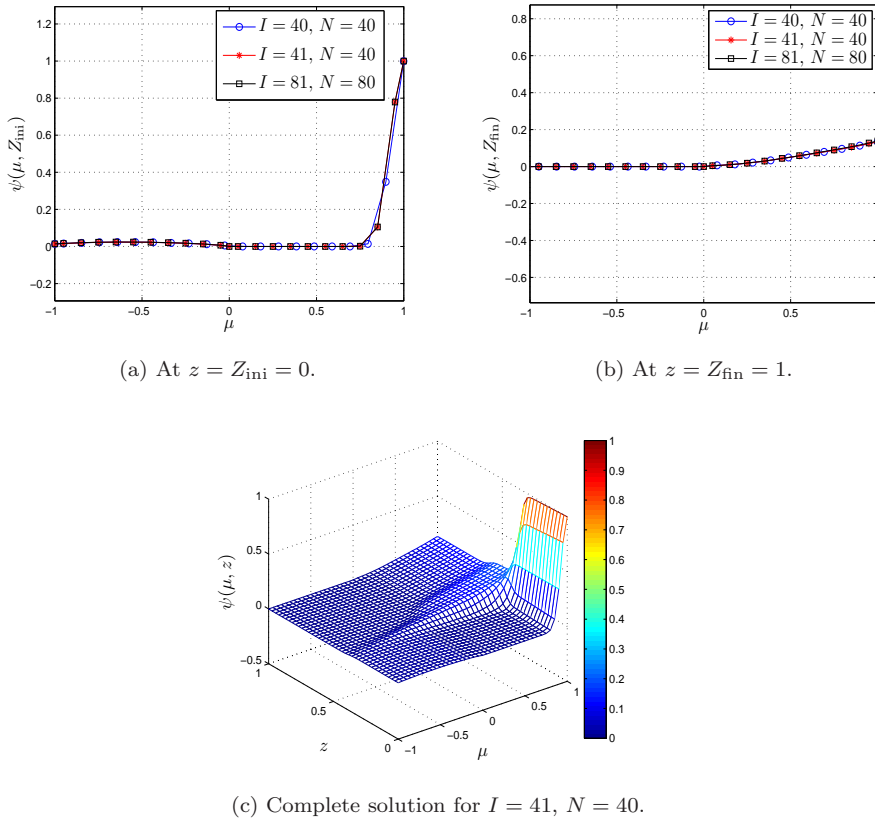 1.2
1
0.8
0.6
0.4
0.2
0
−0.2
ψ(μ, Z_ini)
I = 40, N = 40
I = 41, N = 40
I = 81, N = 80
−1 −0.5 0 0.5 1
μ
(a) At z = Z_ini = 0.
0.8
0.6
0.4
0.2
0
−0.2
−0.4
−0.6
ψ(μ, Z_fin)
I = 40, N = 40
I = 41, N = 40
I = 81, N = 80
−1 −0.5 0 0.5
μ
(b) At z = Z_fin = 1.
1
0.5
0
−0.5
ψ(μ, z)
1
0.5
0
z
−1
−0.5
0
0.5
1
μ
1
0.9
0.8
0.7
0.6
0.5
0.4
0.3
0.2
0.1
0
(c) Complete solution for I = 41, N = 40.